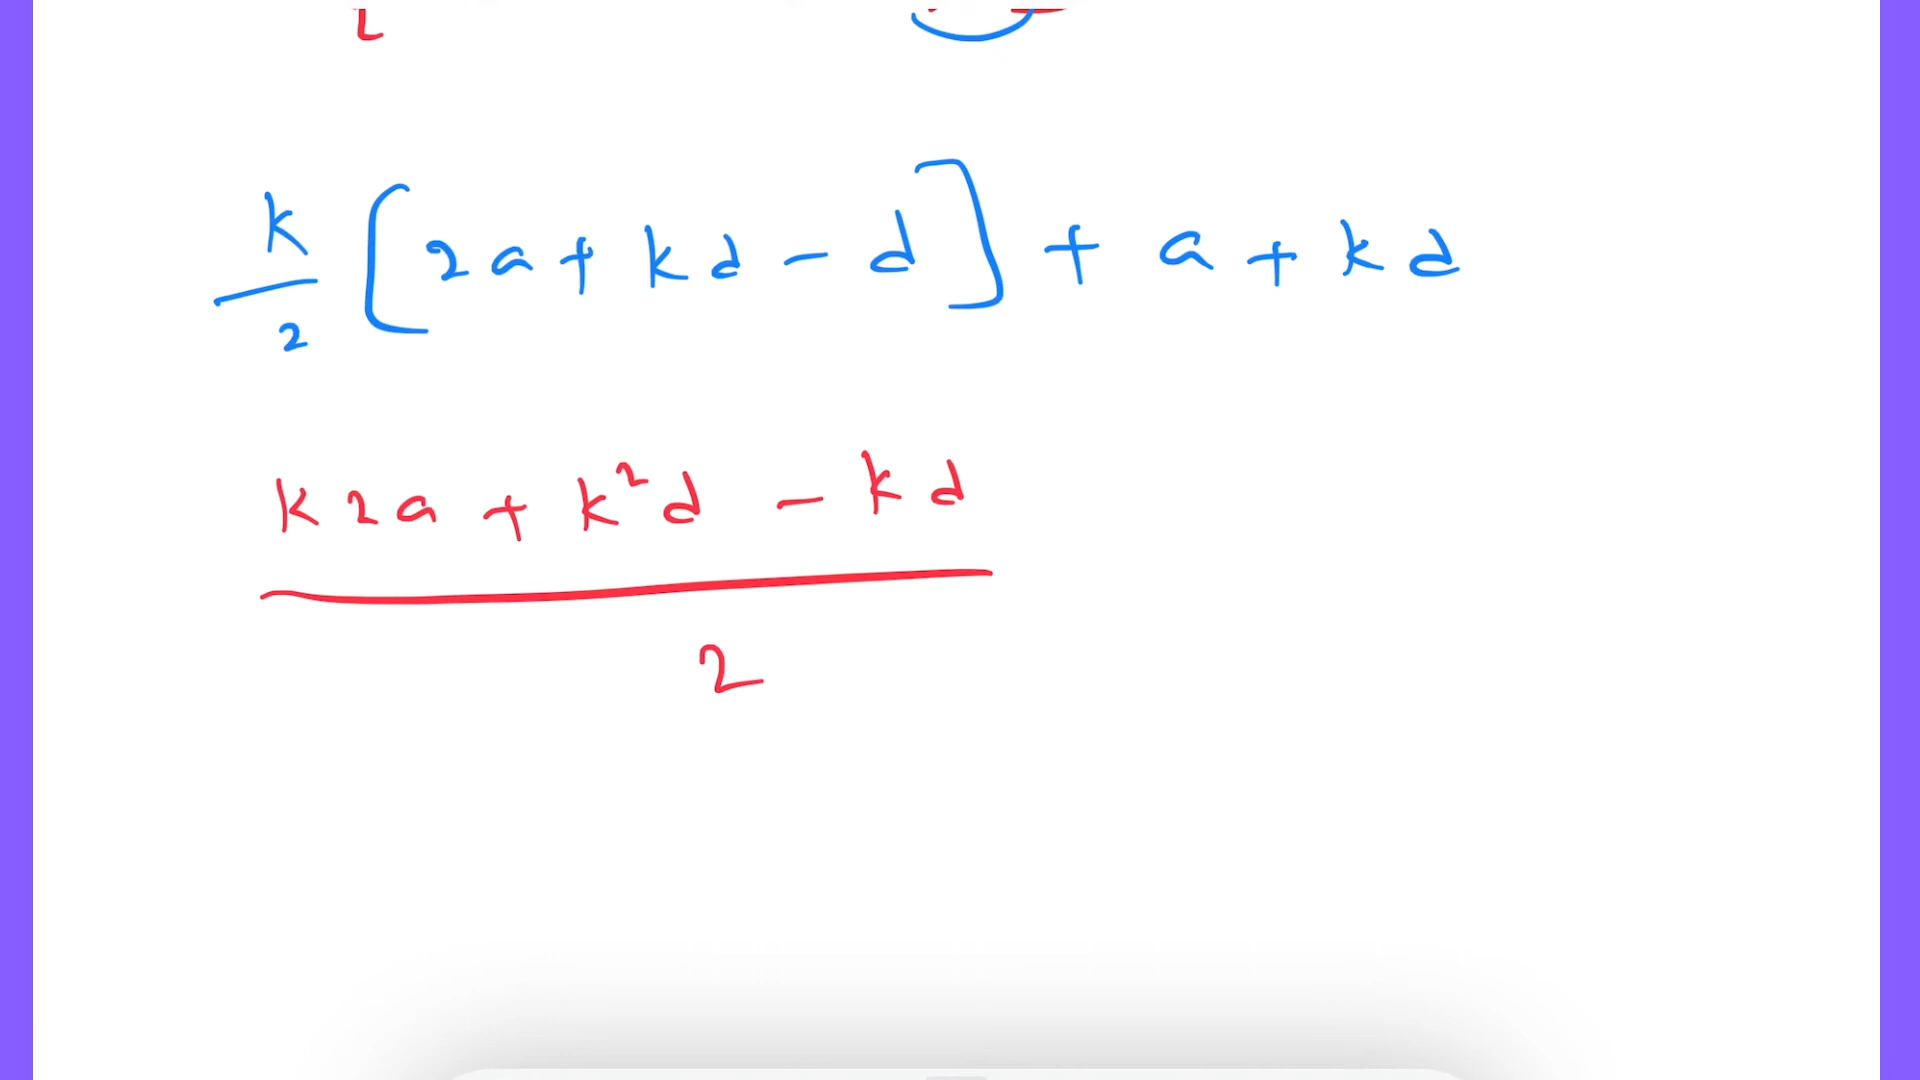 k/2 [2a + kd - d] + a + kd
k2a + k²d - kd
2